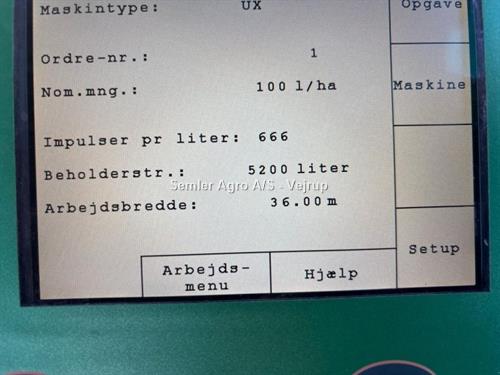 Maskintype: UX
Opgave
Ordre-nr.: 1
Nom.mng.: 100 l/ha
Maskine
Impulser pr liter: 666
Beholderstr.: 5200 liter
Semler Agro A/S - Vejrup
Arbejdsbredde: 36.00 m
Setup
Arbejds-
menu
Hjælp